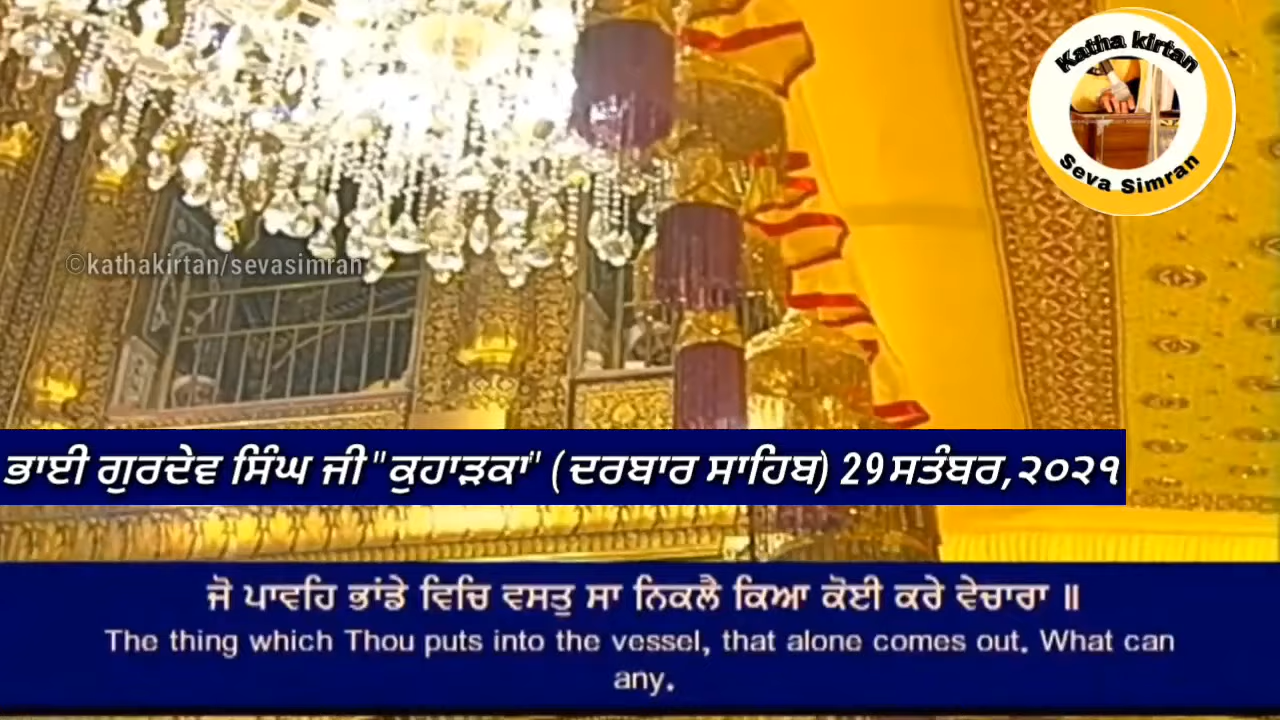 Katha kirtan
Seva Simran
©kathakirtan/sevasimran
ਭਾਈ ਗੁਰਦੇਵ ਸਿੰਘ ਜੀ "ਕੁਹਾੜਕਾ" (ਦਰਬਾਰ ਸਾਹਿਬ) 29 ਸਤੰਬਰ,੨੦੨੧
ਜੋ ਪਾਵਹਿ ਭਾਂਡੇ ਵਿਚਿ ਵਸਤੁ ਸਾ ਨਿਕਲੈ ਕਿਆ ਕੋਈ ਕਰੇ ਵੇਚਾਰਾ ॥
The thing which Thou puts into the vessel, that alone comes out. What can
any.